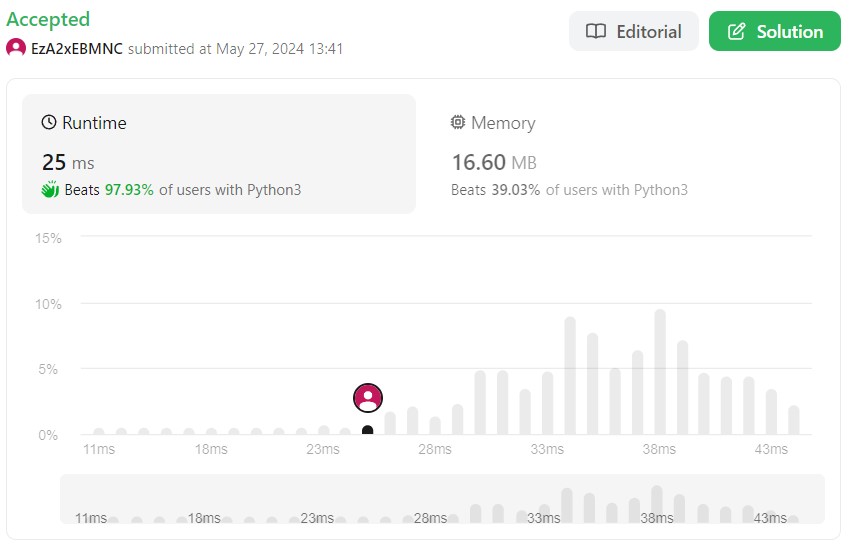 Accepted
EzA2xEBMNC submitted at May 27, 2024 13:41
Editorial
Solution
Runtime
25 ms
Beats 97.93% of users with Python3
Memory
16.60 MB
Beats 39.03% of users with Python3
15%
10%
5%
0%
11ms 18ms 23ms 28ms 33ms 38ms 43ms
11ms 18ms 23ms 28ms 33ms 38ms 43ms